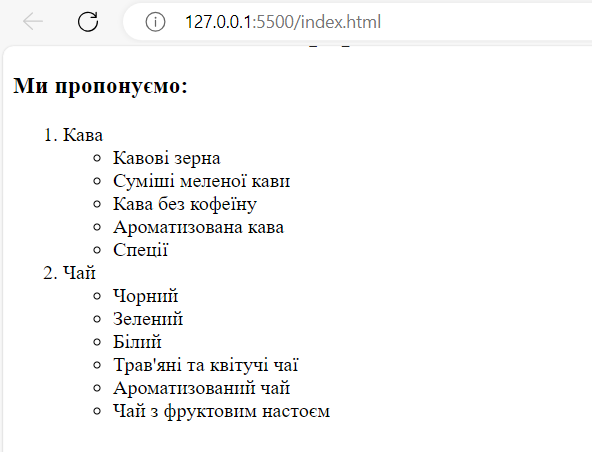 127.0.0.1:5500/index.html
Ми пропонуємо:
1. Кава
Кавові зерна
Суміші меленої кави
Кава без кофеїну
Ароматизована кава
Спеції
2. Чай
Чорний
Зелений
Білий
Трав'яні та квітучі чаї
Ароматизований чай
Чай з фруктовим настоєм